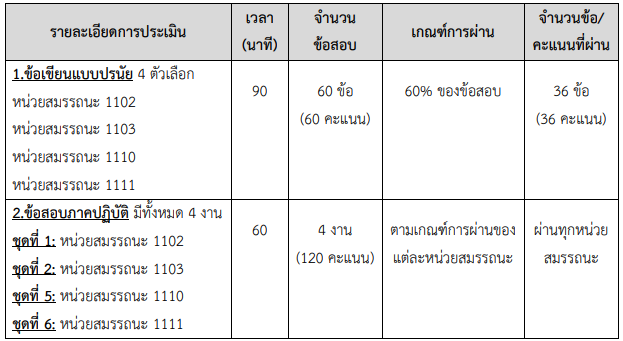 รายละเอียดการประเมิน
เวลา
(นาที)
จำนวน
ข้อสอบ
เกณฑ์การผ่าน
จำนวนข้อ/
คะแนนที่ผ่าน
1.ข้อเขียนแบบปรนัย 4 ตัวเลือก
หน่วยสมรรถนะ 1102
หน่วยสมรรถนะ 1103
หน่วยสมรรถนะ 1110
หน่วยสมรรถนะ 1111
90
60 ข้อ
(60 คะแนน)
60% ของข้อสอบ
36 ข้อ
(36 คะแนน)
2.ข้อสอบภาคปฏิบัติ มีทั้งหมด 4 งาน
ชุดที่ 1: หน่วยสมรรถนะ 1102
ชุดที่ 2: หน่วยสมรรถนะ 1103
ชุดที่ 5: หน่วยสมรรถนะ 1110
ชุดที่ 6: หน่วยสมรรถนะ 1111
60
4 งาน
(120 คะแนน)
ตามเกณฑ์การผ่านของ
แต่ละหน่วยสมรรถนะ
ผ่านทุกหน่วย
สมรรถนะ